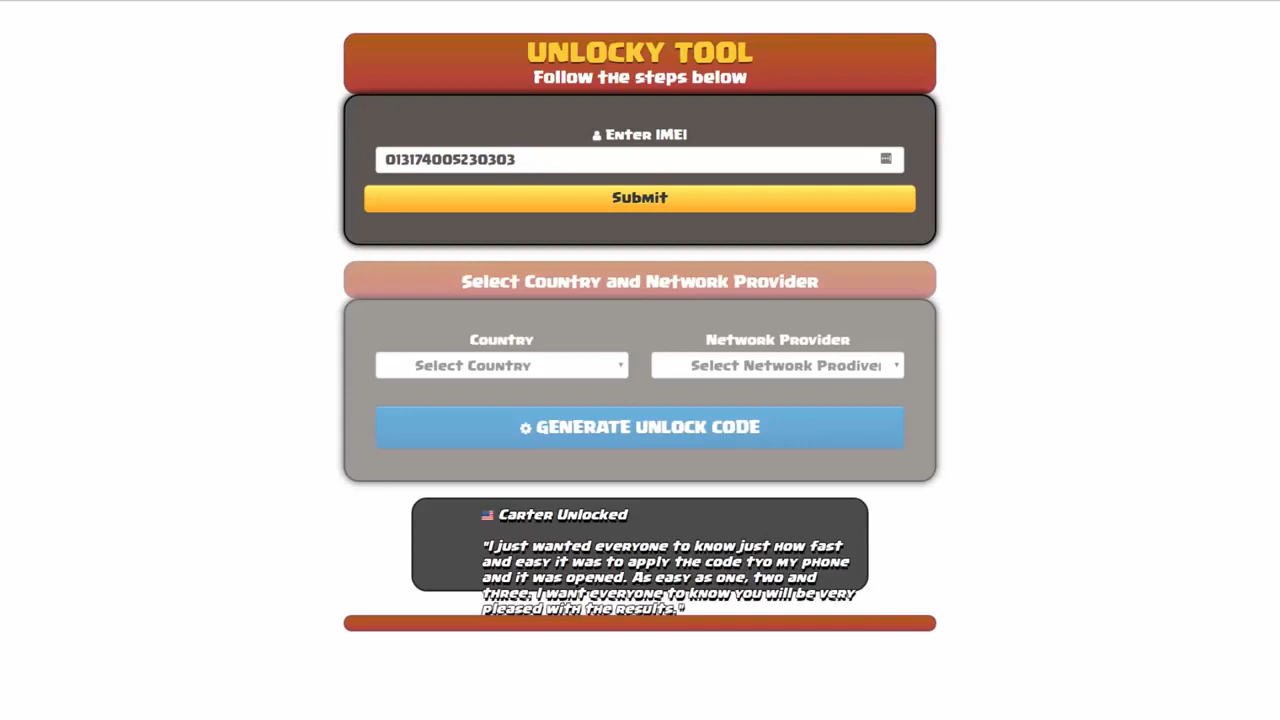 UNLOCKY TOOL
Follow the steps below
Enter IMEI
013174005230303
Submit
Select Country and Network Provider
Country
Network Provider
Select Country
Select Network Prodiver
GENERATE UNLOCK CODE
Carter Unlocked
"I just wanted everyone to know just how fast
and easy it was to apply the code tyo my phone
and it was opened. As easy as one, two and
three. I want everyone to know you will be very
pleased with the results."